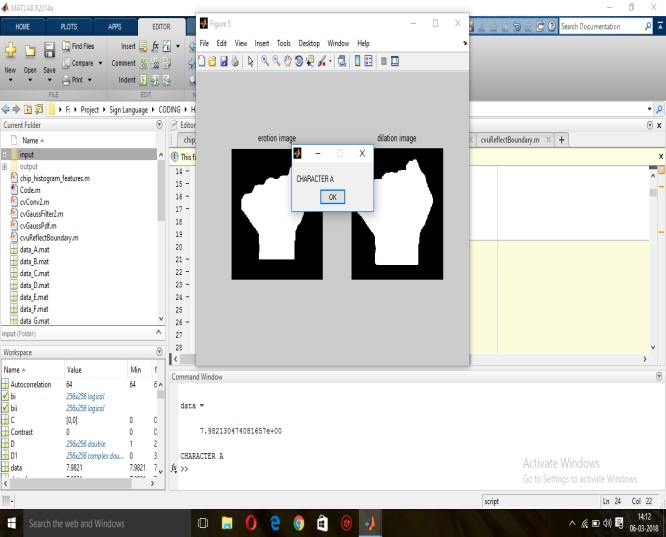 MATLAB R2014a
HOME PLOTS APPS EDITOR
Search Documentation
New Open Save
Find Files
Compare
Print
Insert
Comment
Indent
FILE
F: Project Sign Language CODING
Current Folder
Name
input
output
chip_histogram_features.m
Code.m
cvConv2.m
cvGaussFilter2.m
cvGaussPdf.m
cvuReflectBoundary.m
data_A.mat
data_B.mat
data_C.mat
data_D.mat
data_E.mat
data_F.mat
data_G.mat
input (Folder)
Workspace
Name Value Min
Autocorrelation 64 64
bi 256x256 logical
bii 256x256 logical
C [0,0] 0
Contrast 0 0
D 256x256 double 1 2
D1 256x256 complex dou... 0 3
data 7.9821 7.9821
Editor
cvuReflectBoundary.m
This fi
14
15
16
17
18
19
20
21
22
23
24
25
26
27
28
Figure 5
File Edit View Insert Tools Desktop Window Help
erotion image
dilation image
CHARACTER A
OK
Command Window
data =
7.982130474081657e+00
CHARACTER A
>>
Activate Windows
Go to Settings to activate Windows.
script
Ln 24 Col 22
Search the web and Windows
14:12
06-03-2018